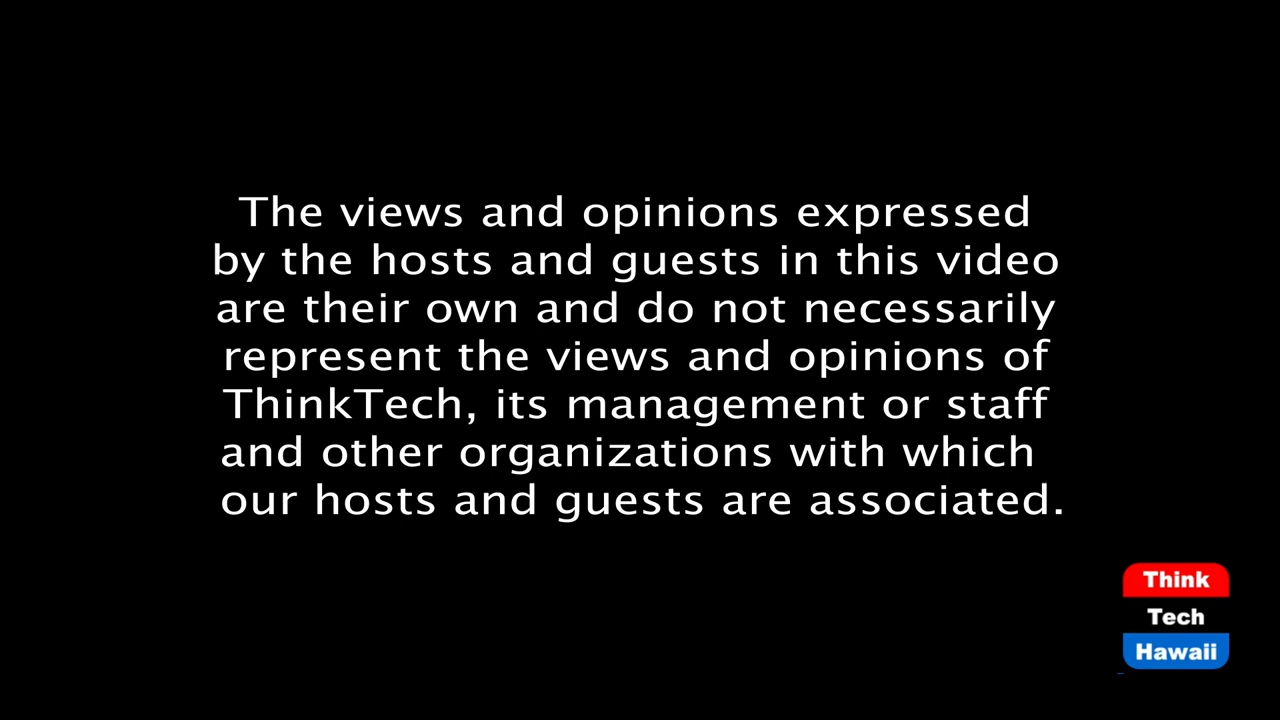 The views and opinions expressed
by the hosts and guests in this video
are their own and do not necessarily
represent the views and opinions of
ThinkTech, its management or staff
and other organizations with which
our hosts and guests are associated.
Think
Tech
Hawaii